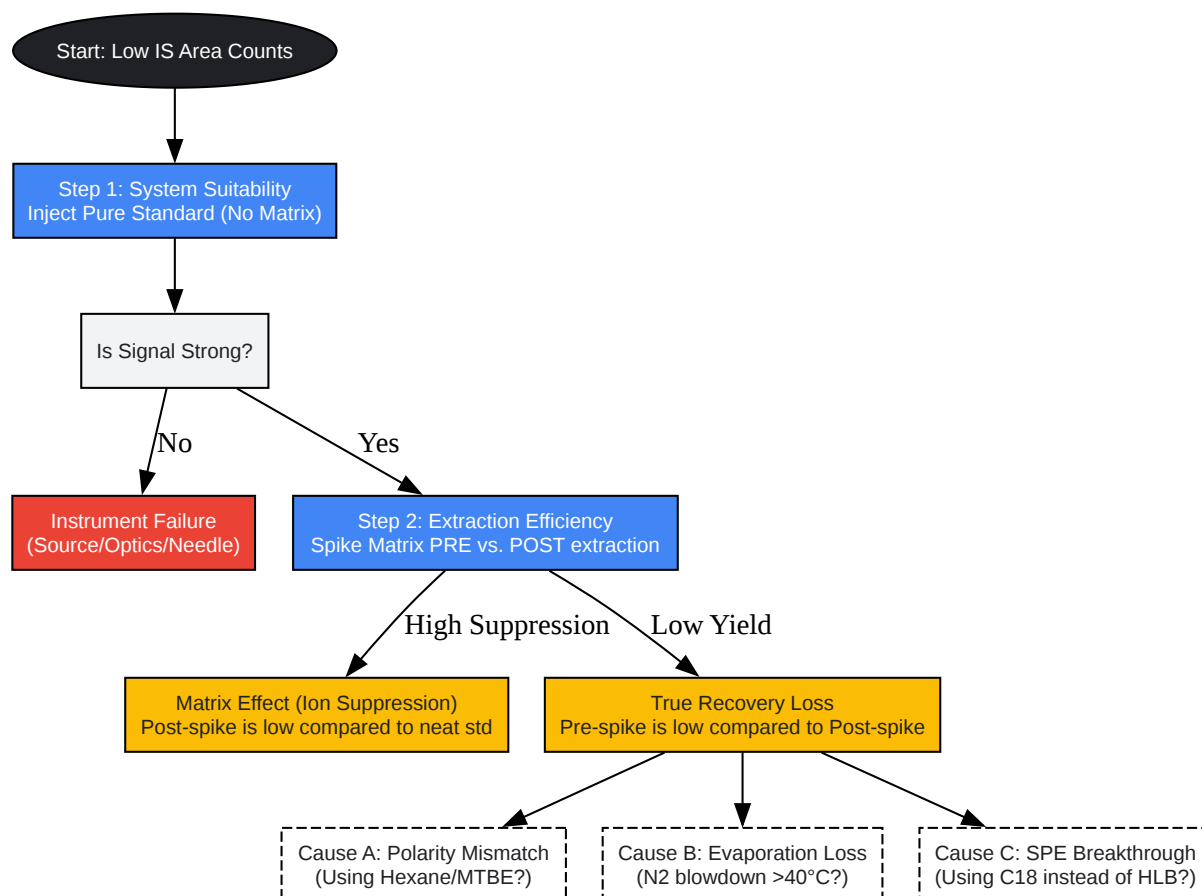 Start: Low IS Area Counts
Step 1: System Suitability
Inject Pure Standard (No Matrix)
Is Signal Strong?
No
Yes
Instrument Failure
(Source/Optics/Needle)
Step 2: Extraction Efficiency
Spike Matrix PRE vs. POST extraction
High Suppression
Low Yield
Matrix Effect (Ion Suppression)
Post-spike is low compared to neat std
True Recovery Loss
Pre-spike is low compared to Post-spike
Cause A: Polarity Mismatch
(Using Hexane/MTBE?)
Cause B: Evaporation Loss
(N2 blowdown >40°C?)
Cause C: SPE Breakthrough
(Using C18 instead of HLB?)